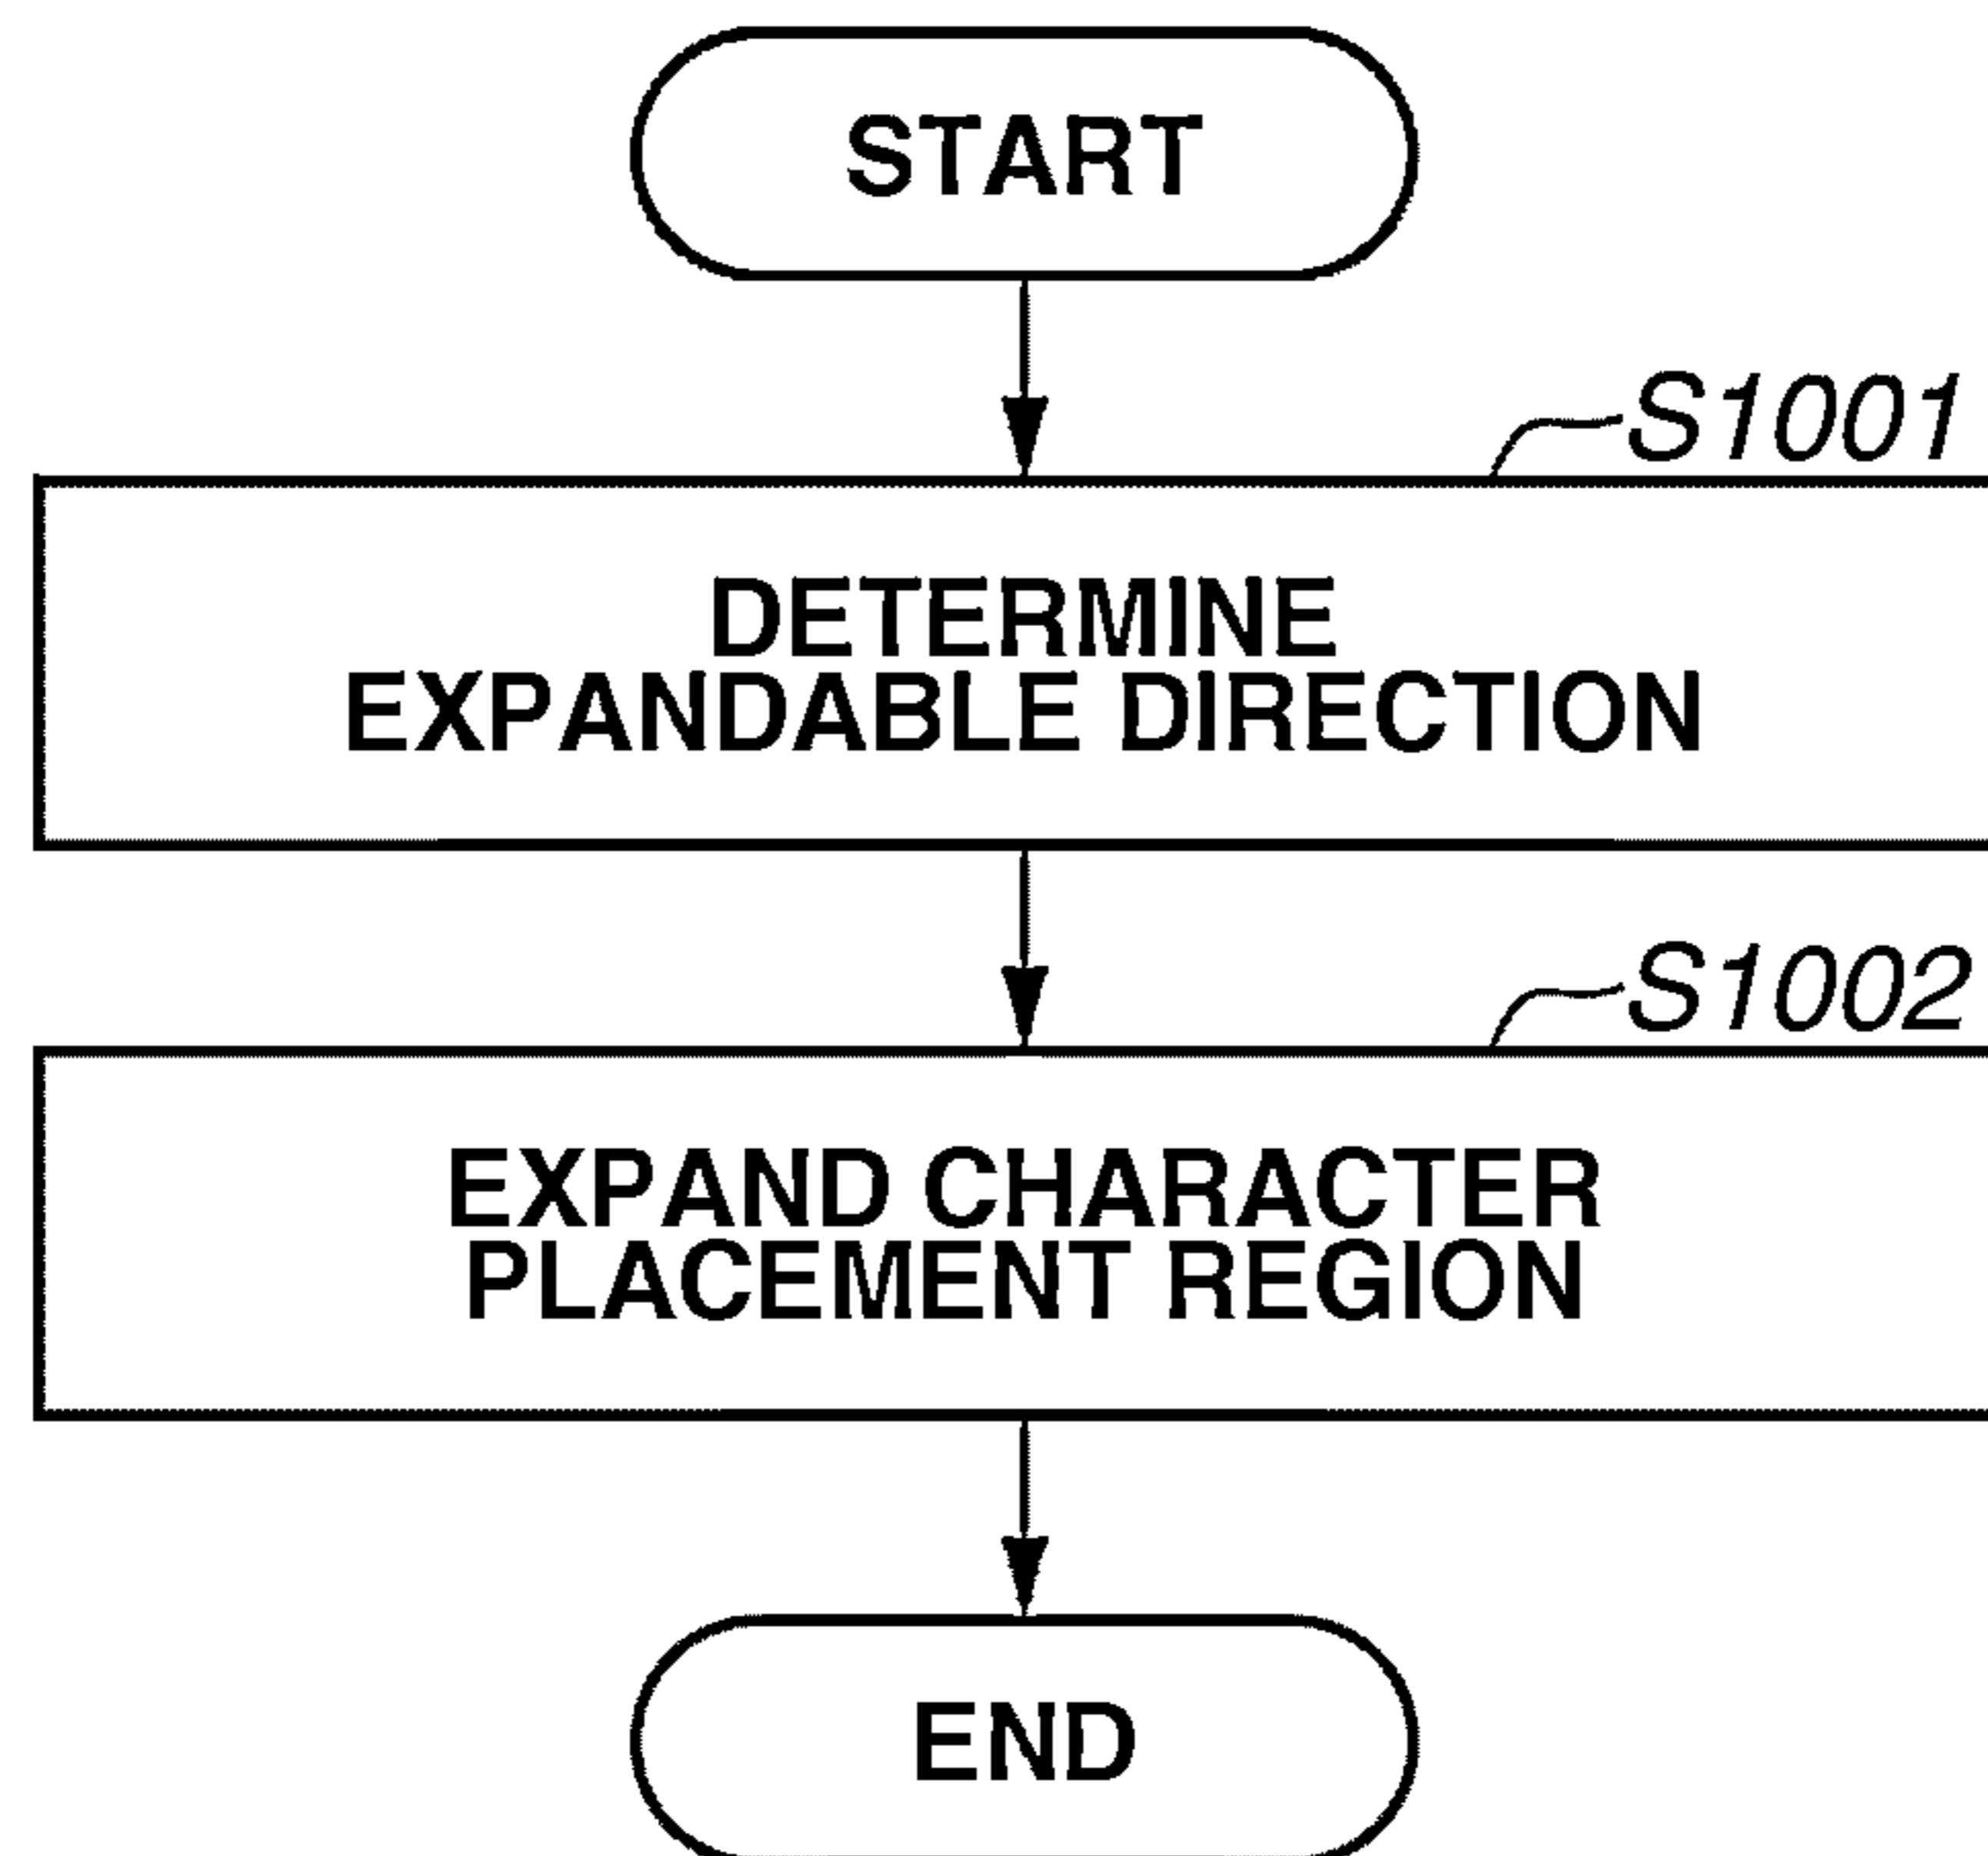 START
S1001
DETERMINE
EXPANDABLE DIRECTION
S1002
EXPAND CHARACTER
PLACEMENT REGION
END